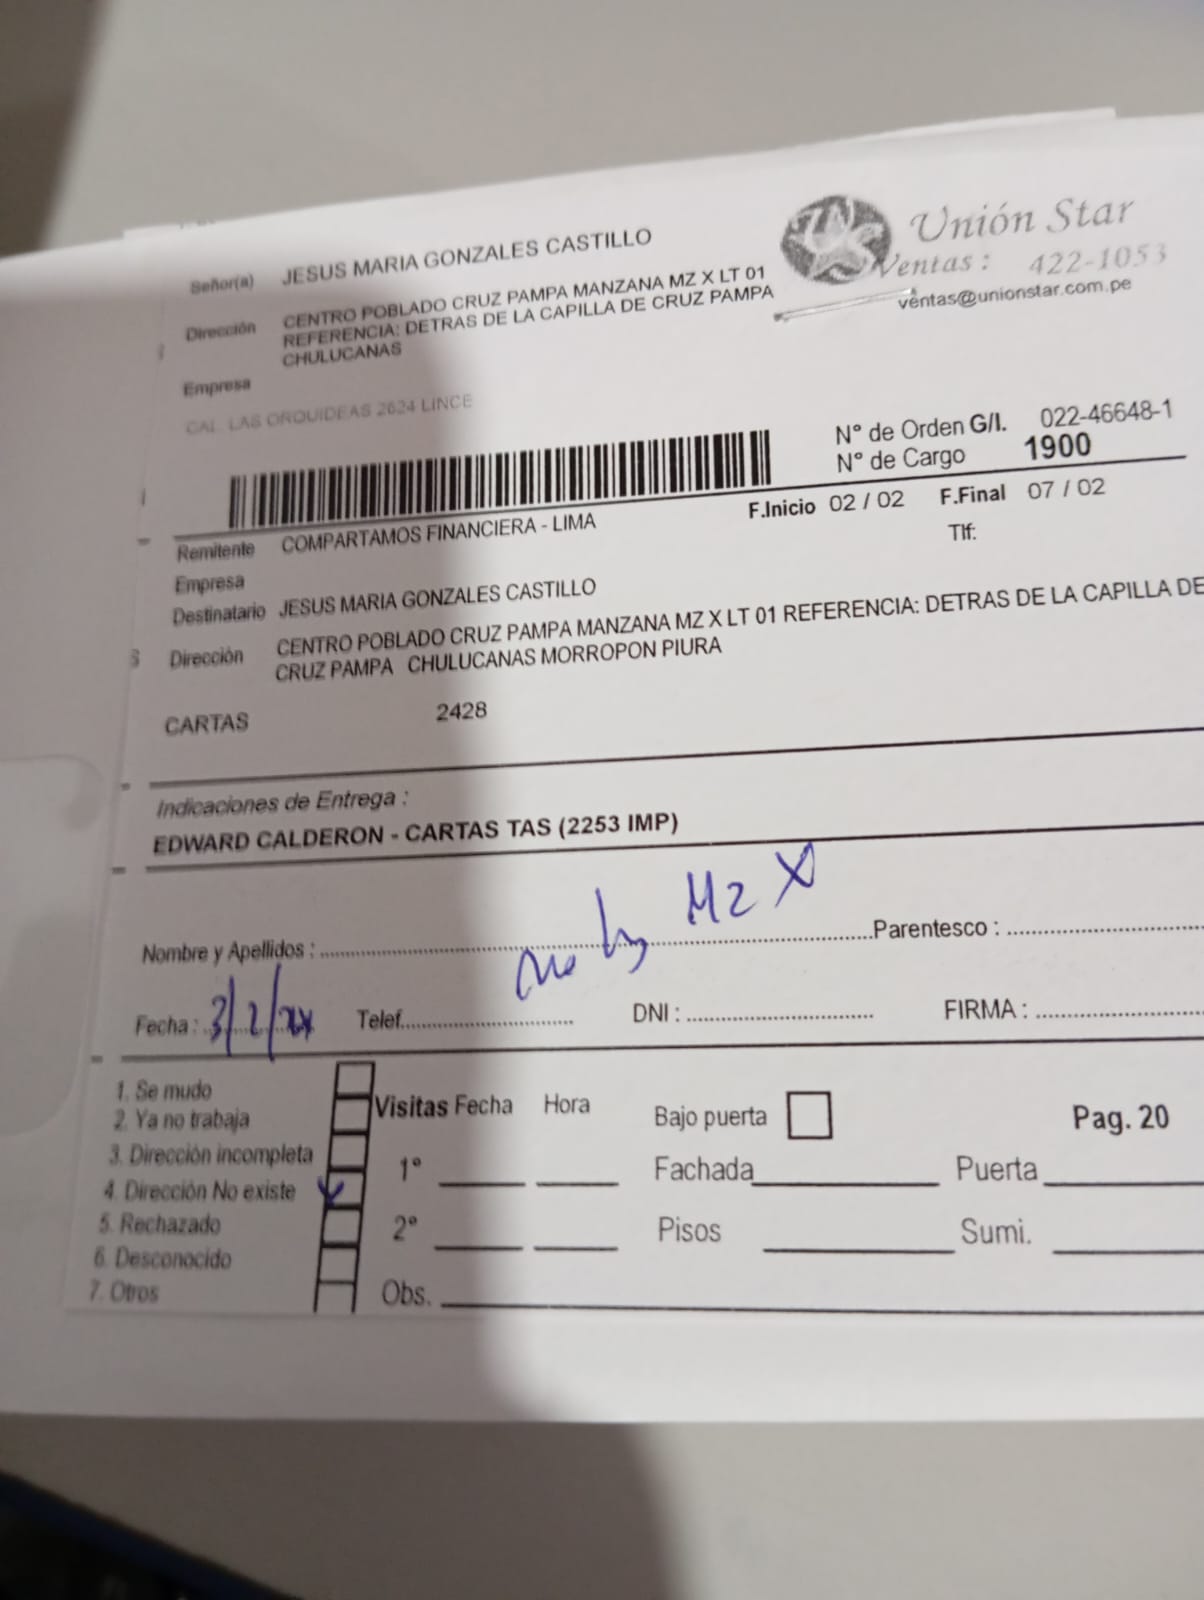 Señor(a) JESUS MARIA GONZALES CASTILLO
Dirección CENTRO POBLADO CRUZ PAMPA MANZANA MZ X LT 01
REFERENCIA: DETRAS DE LA CAPILLA DE CRUZ PAMPA
CHULUCANAS
Empresa
CAL. LAS ORQUIDEAS 2624 LINCE
Unión Star
Ventas: 422-1053
ventas@unionstar.com.pe
N° de Orden G/I. 022-46648-1
N° de Cargo 1900
F.Inicio 02 / 02 F.Final 07 / 02
Tlf:
Remitente COMPARTAMOS FINANCIERA - LIMA
Empresa
Destinatario JESUS MARIA GONZALES CASTILLO
Dirección CENTRO POBLADO CRUZ PAMPA MANZANA MZ X LT 01 REFERENCIA: DETRAS DE LA CAPILLA DE
CRUZ PAMPA CHULUCANAS MORROPON PIURA
CARTAS 2428
Indicaciones de Entrega :
EDWARD CALDERON - CARTAS TAS (2253 IMP)
no hy Mz X
Nombre y Apellidos : Parentesco :
Fecha : 3/2/24 Telef. DNI : FIRMA :
1. Se mudo
2. Ya no trabaja
3. Dirección incompleta
4. Dirección No existe
5. Rechazado
6. Desconocido
7. Otros
Visitas Fecha Hora
1°
2°
Obs.
Bajo puerta Pag. 20
Fachada Puerta
Pisos Sumi.